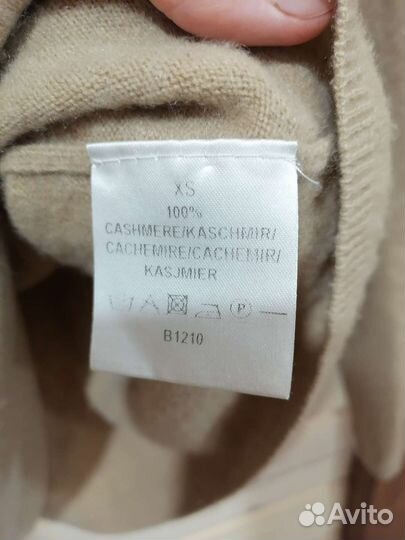 XS
100%
CASHMERE/KASCHMIR/
CACHEMIRE/CACHEMIR/
KASJMIER
A P
B1210
Avito